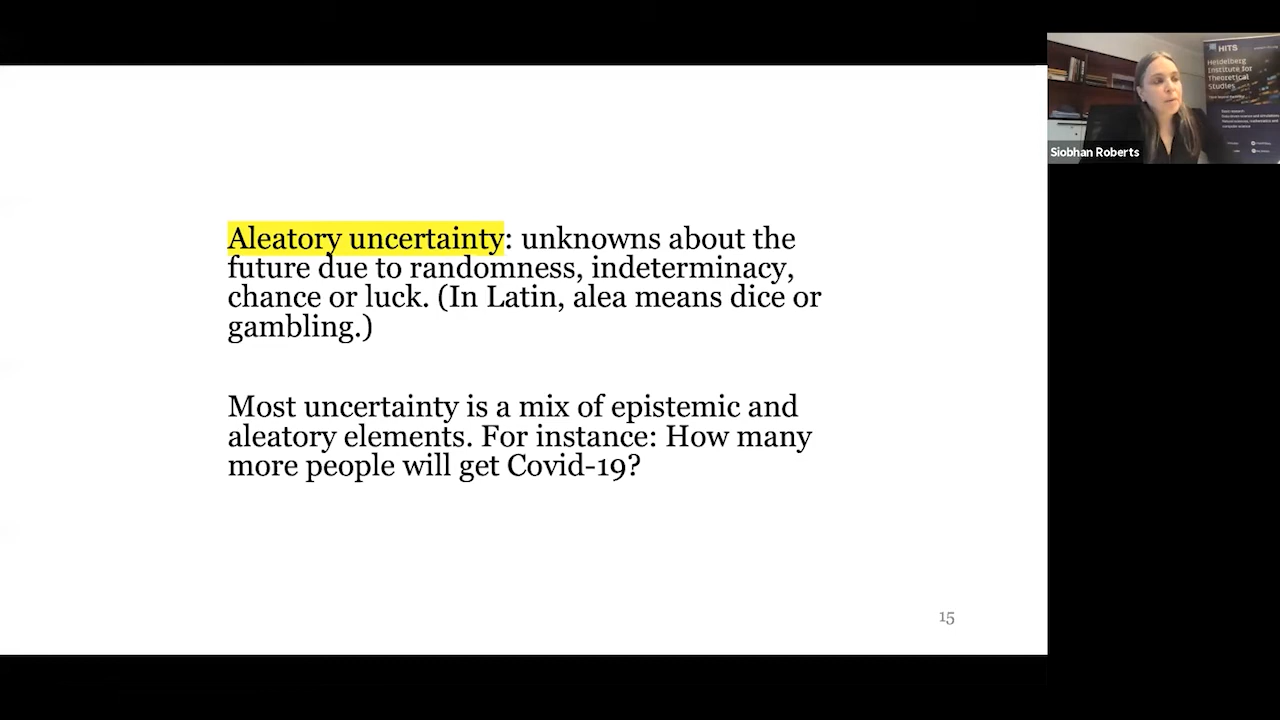 Aleatory uncertainty: unknowns about the
future due to randomness, indeterminacy,
chance or luck. (In Latin, alea means dice or
gambling.)
Most uncertainty is a mix of epistemic and
aleatory elements. For instance: How many
more people will get Covid-19?
15
HITS
Heidelberg
Institute for
Theoretical
Studies
Siobhan Roberts